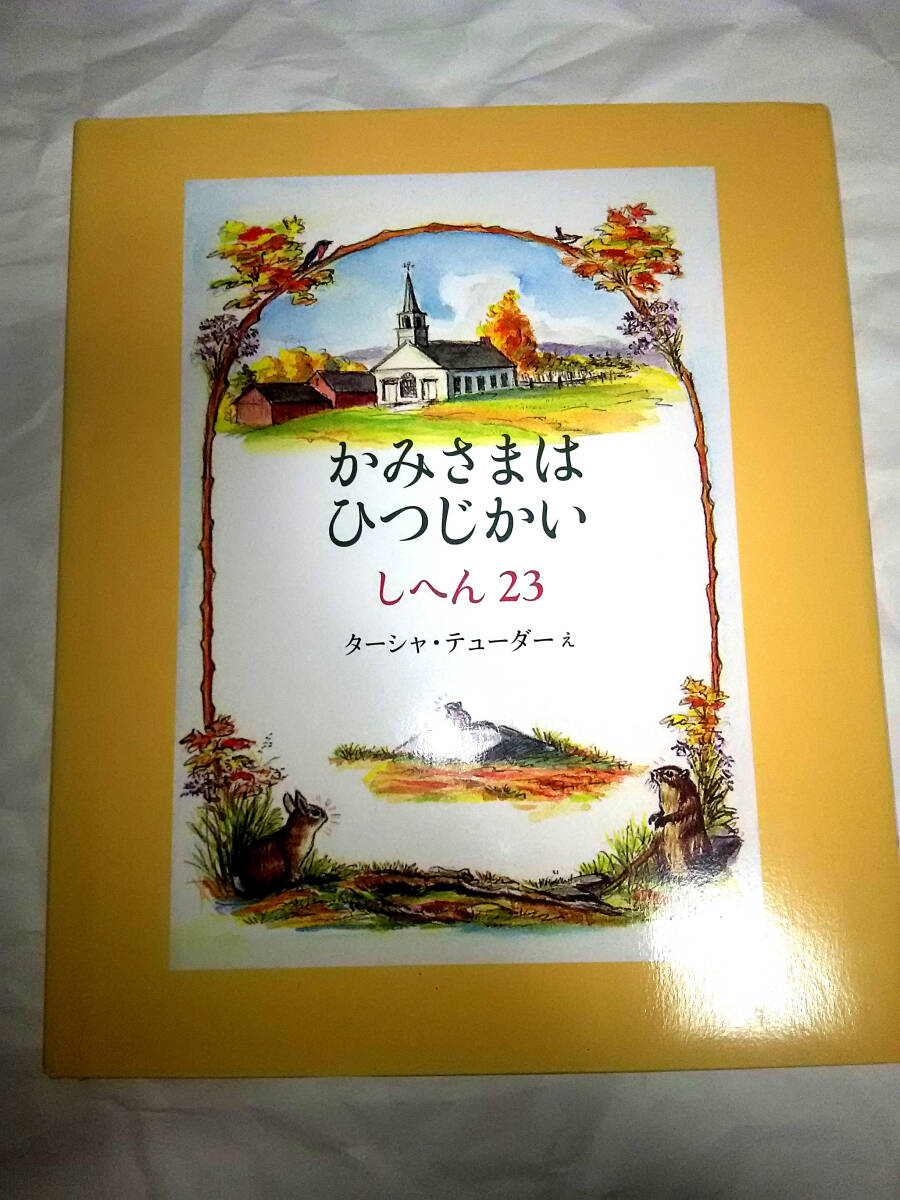 かみさまは
ひつじかい
しへん 23
ターシャ・テューダー え